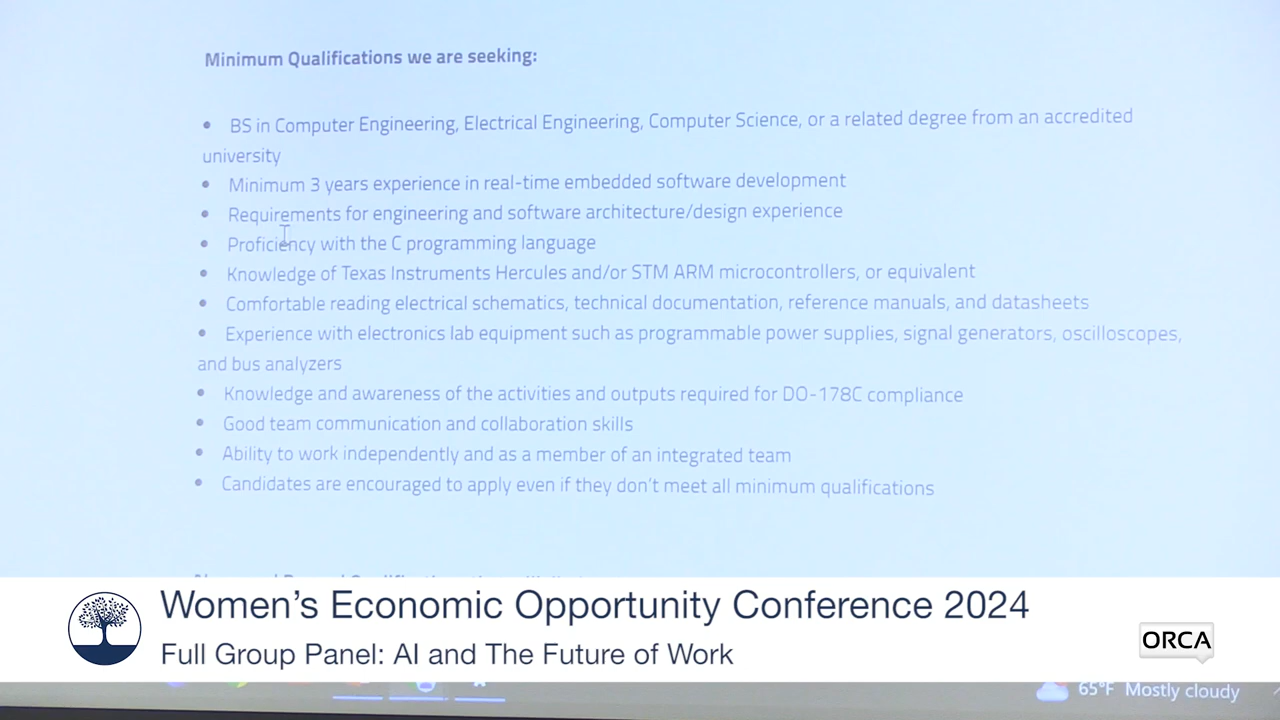 Minimum Qualifications we are seeking:
• BS in Computer Engineering, Electrical Engineering, Computer Science, or a related degree from an accredited
university
• Minimum 3 years experience in real-time embedded software development
• Requirements for engineering and software architecture/design experience
• Proficiency with the C programming language
• Knowledge of Texas Instruments Hercules and/or STM ARM microcontrollers, or equivalent
• Comfortable reading electrical schematics, technical documentation, reference manuals, and datasheets
• Experience with electronics lab equipment such as programmable power supplies, signal generators, oscilloscopes,
and bus analyzers
• Knowledge and awareness of the activities and outputs required for DO-178C compliance
• Good team communication and collaboration skills
• Ability to work independently and as a member of an integrated team
• Candidates are encouraged to apply even if they don't meet all minimum qualifications
Women's Economic Opportunity Conference 2024
Full Group Panel: AI and The Future of Work
ORCA
65°F Mostly cloudy